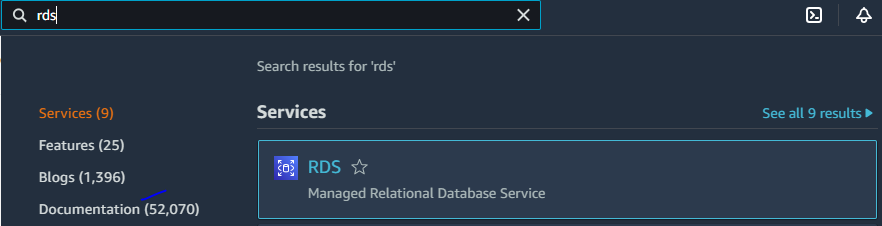 rds
Search results for 'rds'
Services (9)
Features (25)
Blogs (1,396)
Documentation (52,070)
Services
See all 9 results
RDS
Managed Relational Database Service